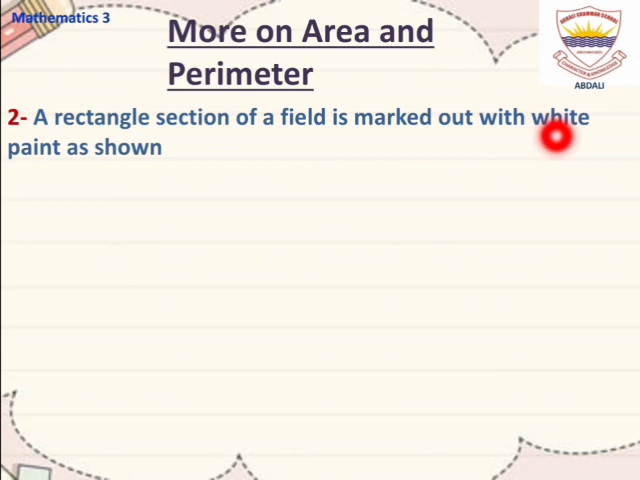 Mathematics 3
More on Area and
Perimeter
ABDALI
2- A rectangle section of a field is marked out with white
paint as shown